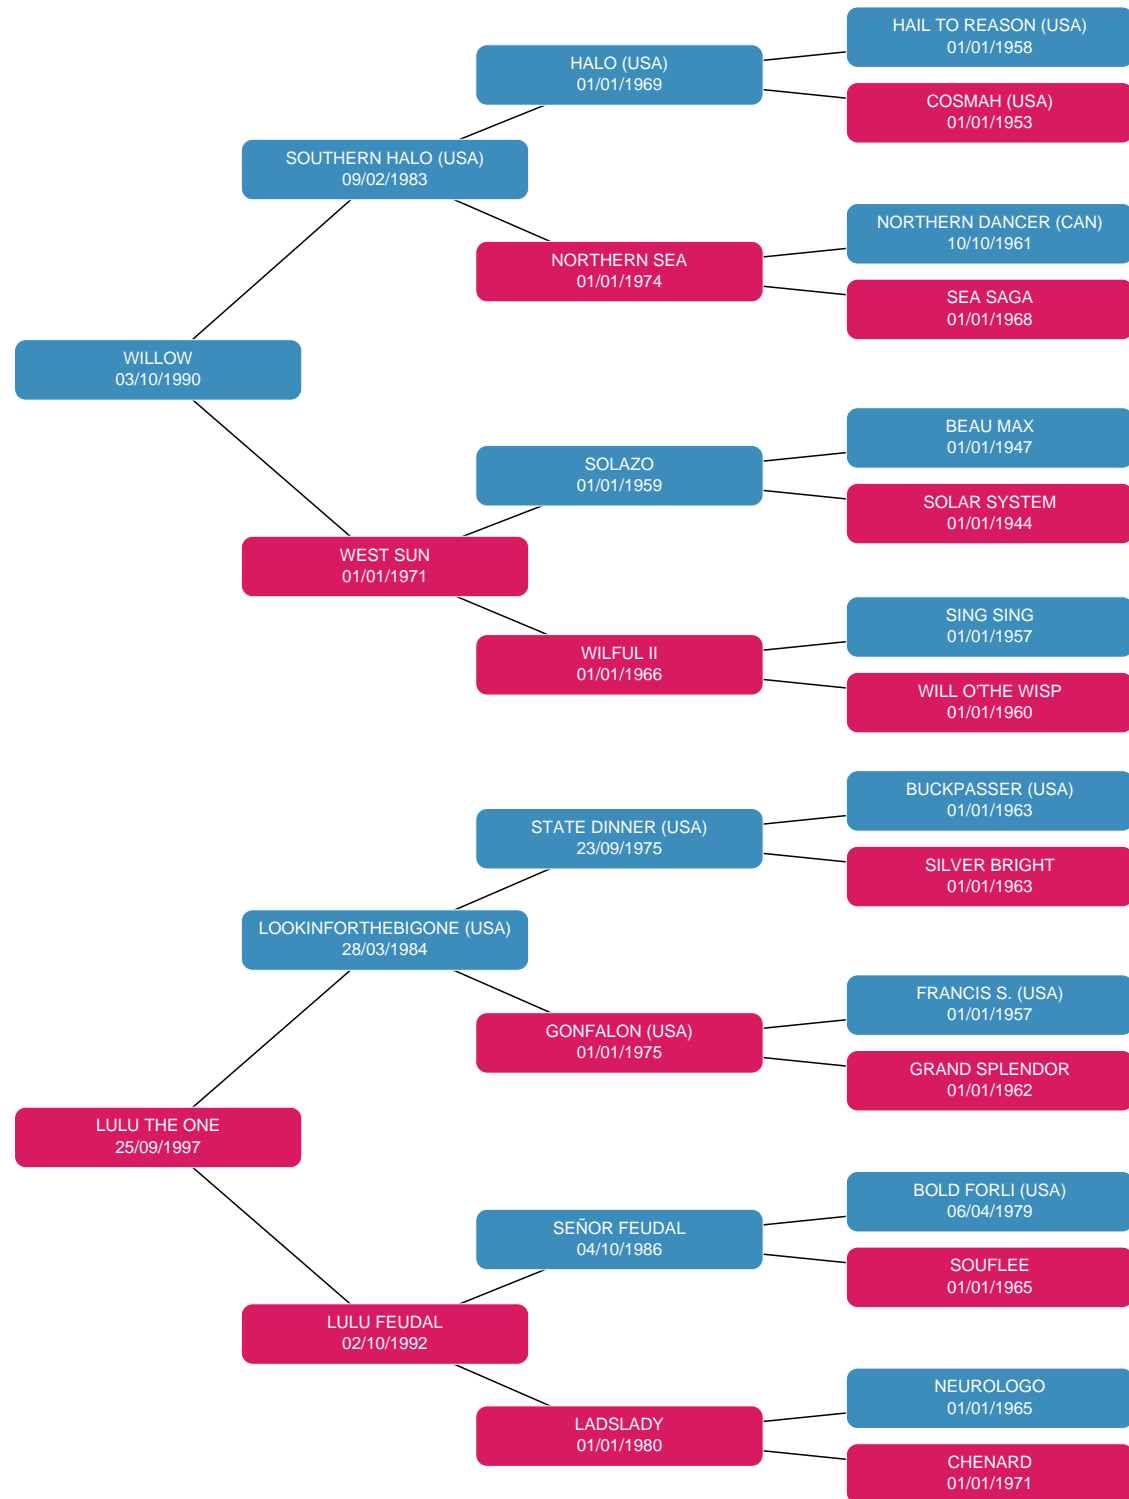 HAIL TO REASON (USA)
01/01/1958
HALO (USA)
01/01/1969
COSMAH (USA)
01/01/1953
SOUTHERN HALO (USA)
09/02/1983
NORTHERN DANCER (CAN)
10/10/1961
NORTHERN SEA
01/01/1974
SEA SAGA
01/01/1968
WILLOW
03/10/1990
BEAU MAX
01/01/1947
SOLAZO
01/01/1959
SOLAR SYSTEM
01/01/1944
WEST SUN
01/01/1971
SING SING
01/01/1957
WILFUL II
01/01/1966
WILL O'THE WISP
01/01/1960
BUCKPASSER (USA)
01/01/1963
STATE DINNER (USA)
23/09/1975
SILVER BRIGHT
01/01/1963
LOOKINFORTHEBIGONE (USA)
28/03/1984
FRANCIS S. (USA)
01/01/1957
GONFALON (USA)
01/01/1975
GRAND SPLENDOR
01/01/1962
LULU THE ONE
25/09/1997
BOLD FORLI (USA)
06/04/1979
SEÑOR FEUDAL
04/10/1986
SOUFLEE
01/01/1965
LULU FEUDAL
02/10/1992
NEUROLOGO
01/01/1965
LADSLADY
01/01/1980
CHENARD
01/01/1971